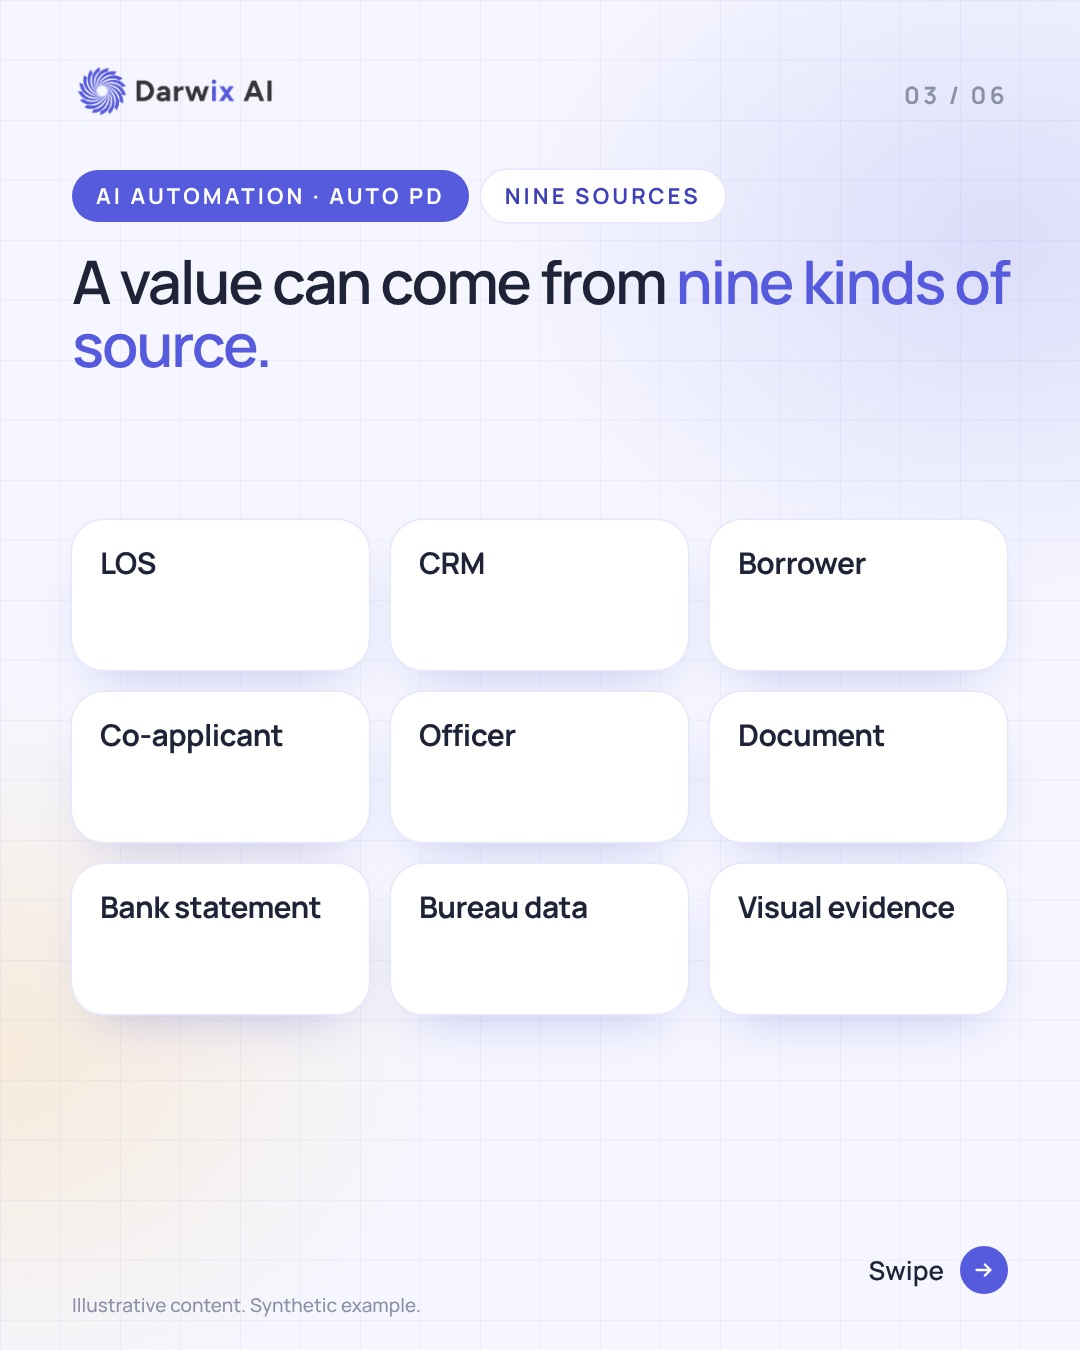 Darwix AI
03 / 06
AI AUTOMATION · AUTO PD
NINE SOURCES
A value can come from nine kinds of
source.
LOS
CRM
Borrower
Co-applicant
Officer
Document
Bank statement
Bureau data
Visual evidence
Swipe
Illustrative content. Synthetic example.